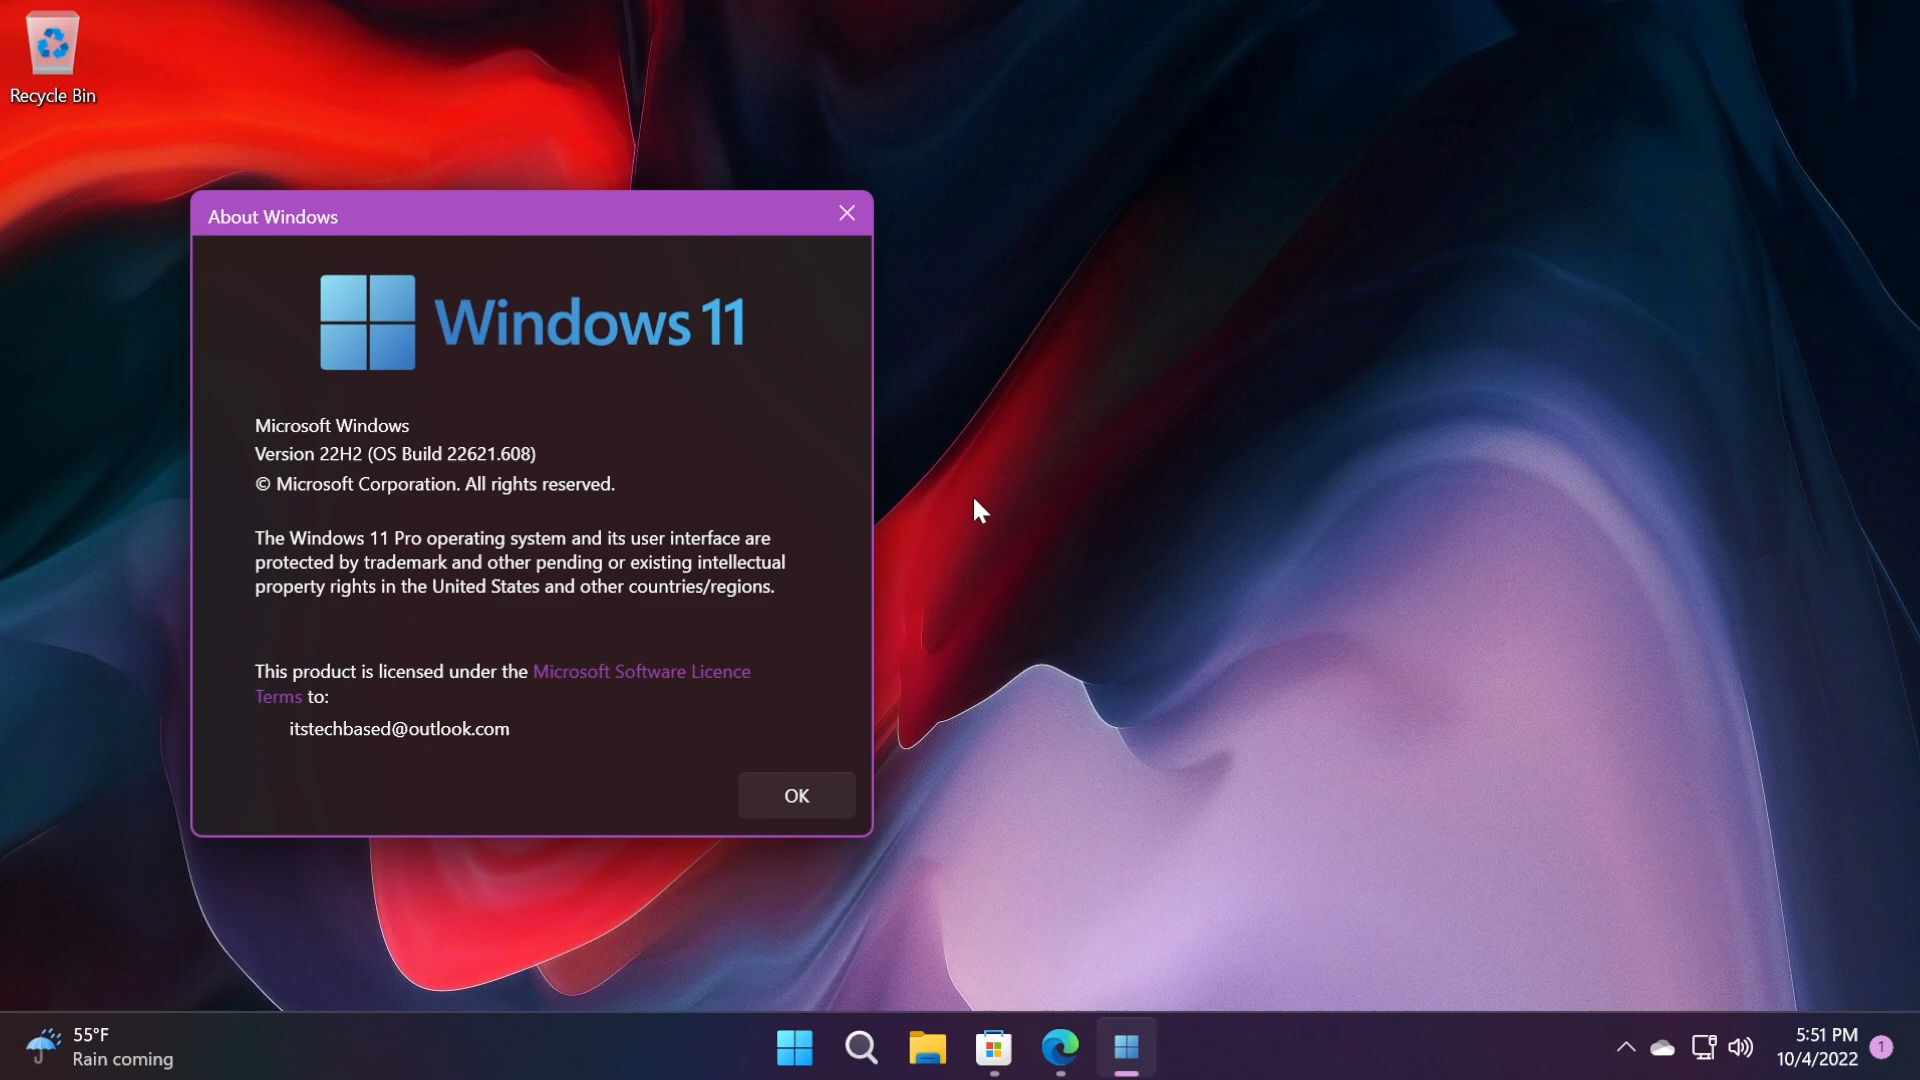 Recycle Bin
About Windows
Windows 11
Microsoft Windows
Version 22H2 (OS Build 22621.608)
© Microsoft Corporation. All rights reserved.
The Windows 11 Pro operating system and its user interface are
protected by trademark and other pending or existing intellectual
property rights in the United States and other countries/regions.
This product is licensed under the Microsoft Software Licence
Terms to:
itstechbased@outlook.com
OK
55°F
Rain coming
5:51 PM
10/4/2022
1